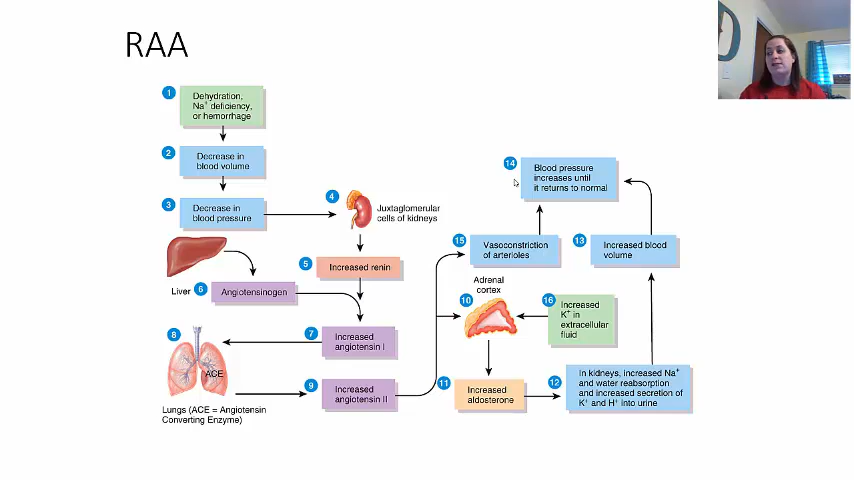 RAA
1
Dehydration,
Na+ deficiency,
or hemorrhage
2
Decrease in
blood volume
3
Decrease in
blood pressure
4
Juxtaglomerular
cells of kidneys
5
Increased renin
Liver
6
Angiotensinogen
7
Increased
angiotensin I
8
ACE
Lungs (ACE = Angiotensin
Converting Enzyme)
9
Increased
angiotensin II
Adrenal
cortex
10
11
Increased
aldosterone
12
In kidneys, increased Na+
and water reabsorption
and increased secretion of
K+ and H+ into urine
13
Increased blood
volume
14
Blood pressure
increases until
it returns to normal
15
Vasoconstriction
of arterioles
16
Increased
K+ in
extracellular
fluid